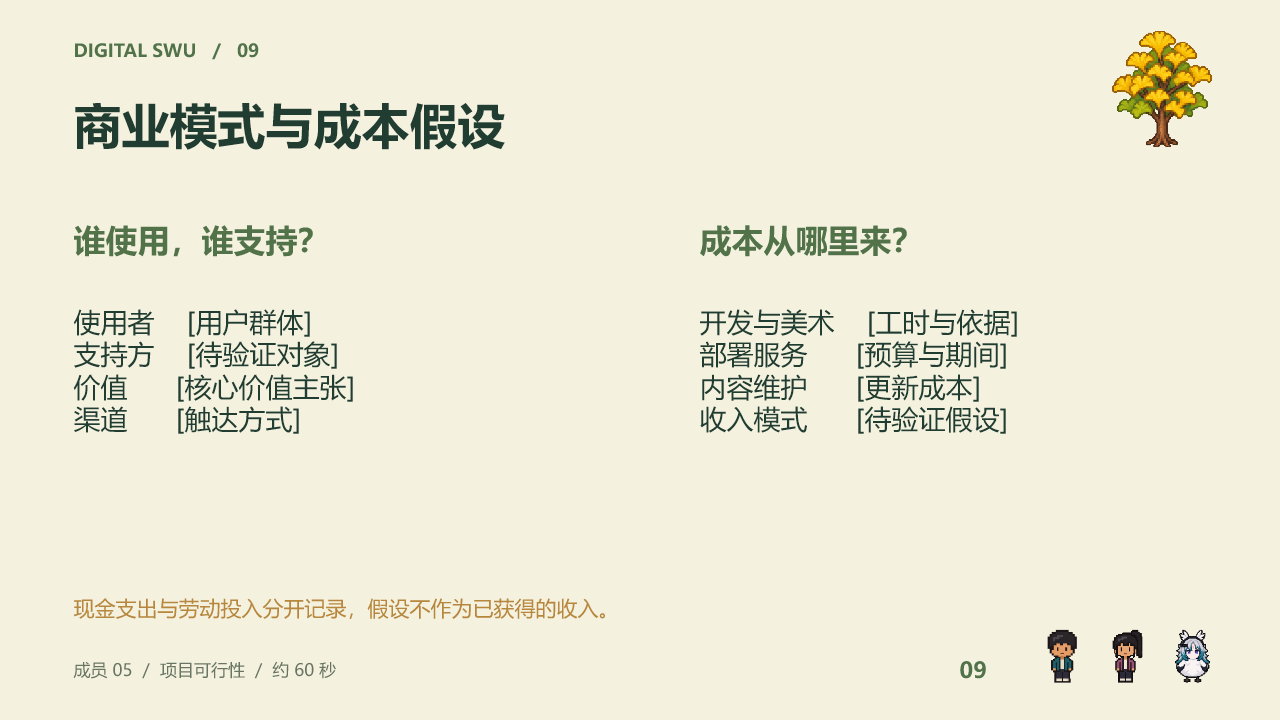 DIGITAL SWU / 09
商业模式与成本假设
谁使用，谁支持？
使用者 [用户群体]
支持方 [待验证对象]
价值 [核心价值主张]
渠道 [触达方式]
成本从哪里来？
开发与美术 [工时与依据]
部署服务 [预算与期间]
内容维护 [更新成本]
收入模式 [待验证假设]
现金支出与劳动投入分开记录，假设不作为已获得的收入。
成员 05 / 项目可行性 / 约 60 秒
09